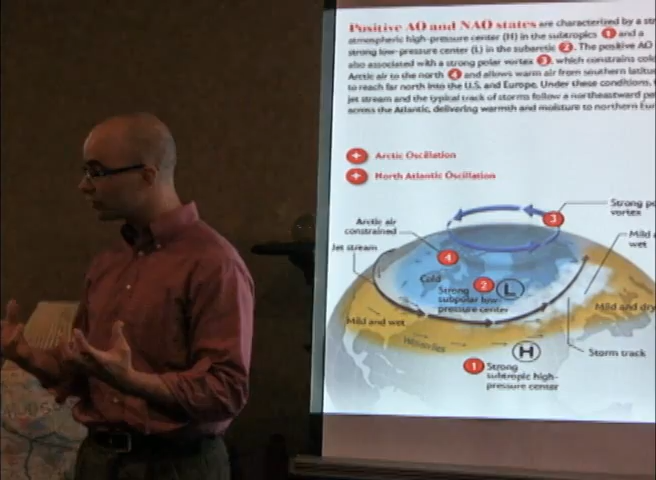 Positive AO and NAO states are characterized by a str
atmospheric high-pressure center (H) in the subtropics 1 and a
strong low-pressure center (L) in the subarctic 2. The positive AO
also associated with a strong polar vortex 3, which constrains cold
Arctic air to the north 4 and allows warm air from southern latitud
to reach far north into the U.S. and Europe. Under these conditions,
jet stream and the typical track of storms follow a northeastward pa
across the Atlantic, delivering warmth and moisture to northern Eur
+ Arctic Oscillation
+ North Atlantic Oscillation
Strong po
vortex
3
Arctic air
constrained
Jet stream
Mild a
wet
4
Cold
2
L
Strong
subpolar low-
pressure center
Mild and wet
Mild and dry
Westerlies
H
Storm track
1
Strong
subtropic high-
pressure center